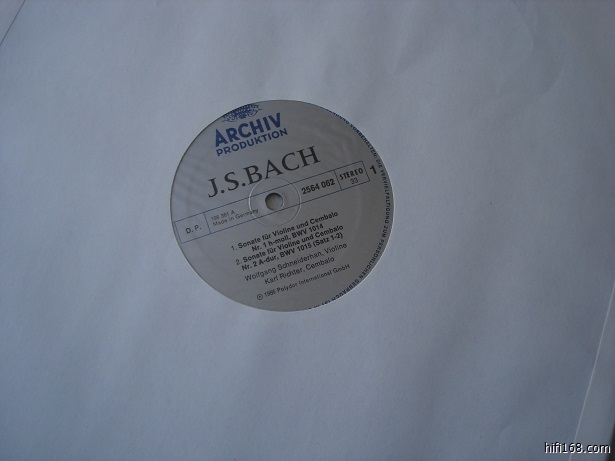 ARCHIV
PRODUKTION
J.S.BACH
D. P.
Made in Germany
2564 062
STEREO
33
1
1. Sonate für Violine und Cembalo
Nr. 1 h-moll, BWV 1014
2. Sonate für Violine und Cembalo
Nr. 2 A-dur, BWV 1015 (Satz 1-2)
Wolfgang Schneiderhan, Violine
Karl Richter, Cembalo
Polydor International GmbH
hifi168.com